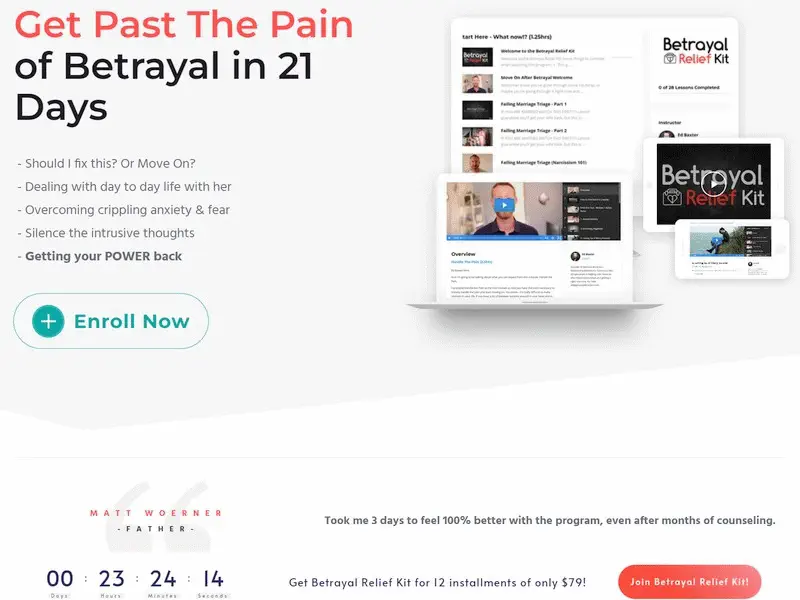 Get Past The Pain
of Betrayal in 21
Days
- Should I fix this? Or Move On?
- Dealing with day to day life with her
- Overcoming crippling anxiety & fear
- Silence the intrusive thoughts
- Getting your POWER back
Enroll Now
tart Here - What now!? (1.25hrs)
Welcome to the Betrayal Relief Kit
Move On After Betrayal Welcome
Failing Marriage Triage - Part 1
Failing Marriage Triage - Part 2
Failing Marriage Triage (Narcissism 101)
Betrayal
Relief Kit
0 of 28 Lessons Completed
Instructor
Ed Baxter
Betrayal
Relief Kit
Overview
Ed Baxter
MATT WOERNER
-FATHER-
Took me 3 days to feel 100% better with the program, even after months of counseling.
00 : 23 : 24 : 14
Days Hours Minutes Seconds
Get Betrayal Relief Kit for 12 installments of only $79!
Join Betrayal Relief Kit!